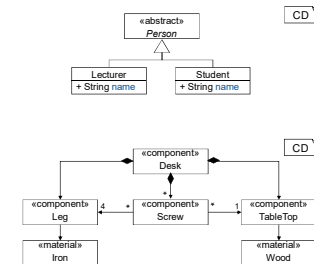 CD
«abstract»
Person
Lecturer
+ String name
Student
+ String name
CD
«component»
Desk
*
«component»
Leg
4
*
«component»
Screw
*
1
«component»
TableTop
«material»
Iron
«material»
Wood